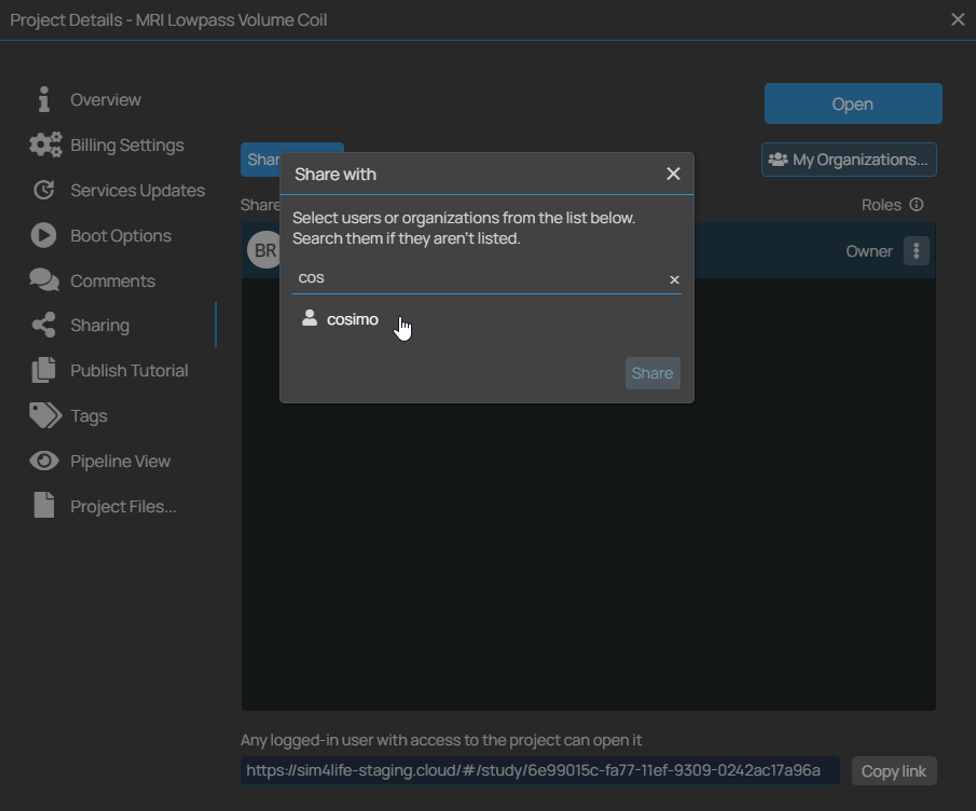 Project Details - MRI Lowpass Volume Coil
Overview
Open
Billing Settings
Shar
My Organizations...
Share with
Services Updates
Share
Roles
Select users or organizations from the list below.
Search them if they aren't listed.
Boot Options
BR
Owner
Comments
cos
Sharing
cosimo
Publish Tutorial
Share
Tags
Pipeline View
Project Files...
Any logged-in user with access to the project can open it
https://sim4life-staging.cloud/#/study/6e99015c-fa77-11ef-9309-0242ac17a96a
Copy link